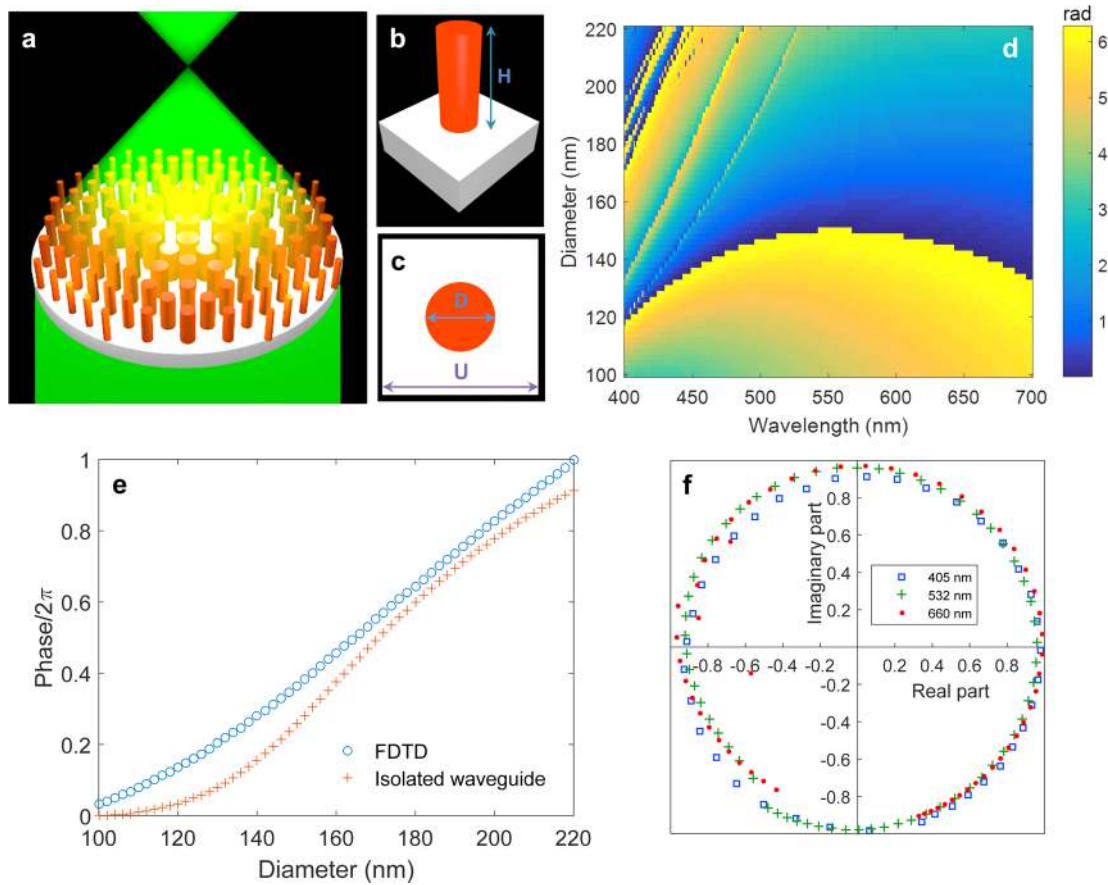 a
b
H
c
D
U
d
rad
Diameter (nm)
220
200
180
160
140
120
100
400 450 500 550 600 650 700
Wavelength (nm)
6
5
4
3
2
1
e
Phase/2π
1
0.8
0.6
0.4
0.2
0
100 120 140 160 180 200 220
Diameter (nm)
FDTD
Isolated waveguide
f
Imaginary part
0.8
0.6
0.4
0.2
-0.2
-0.4
-0.6
-0.8
405 nm
532 nm
660 nm
-0.8 -0.6 -0.4 -0.2 0.2 0.4 0.6 0.8
Real part